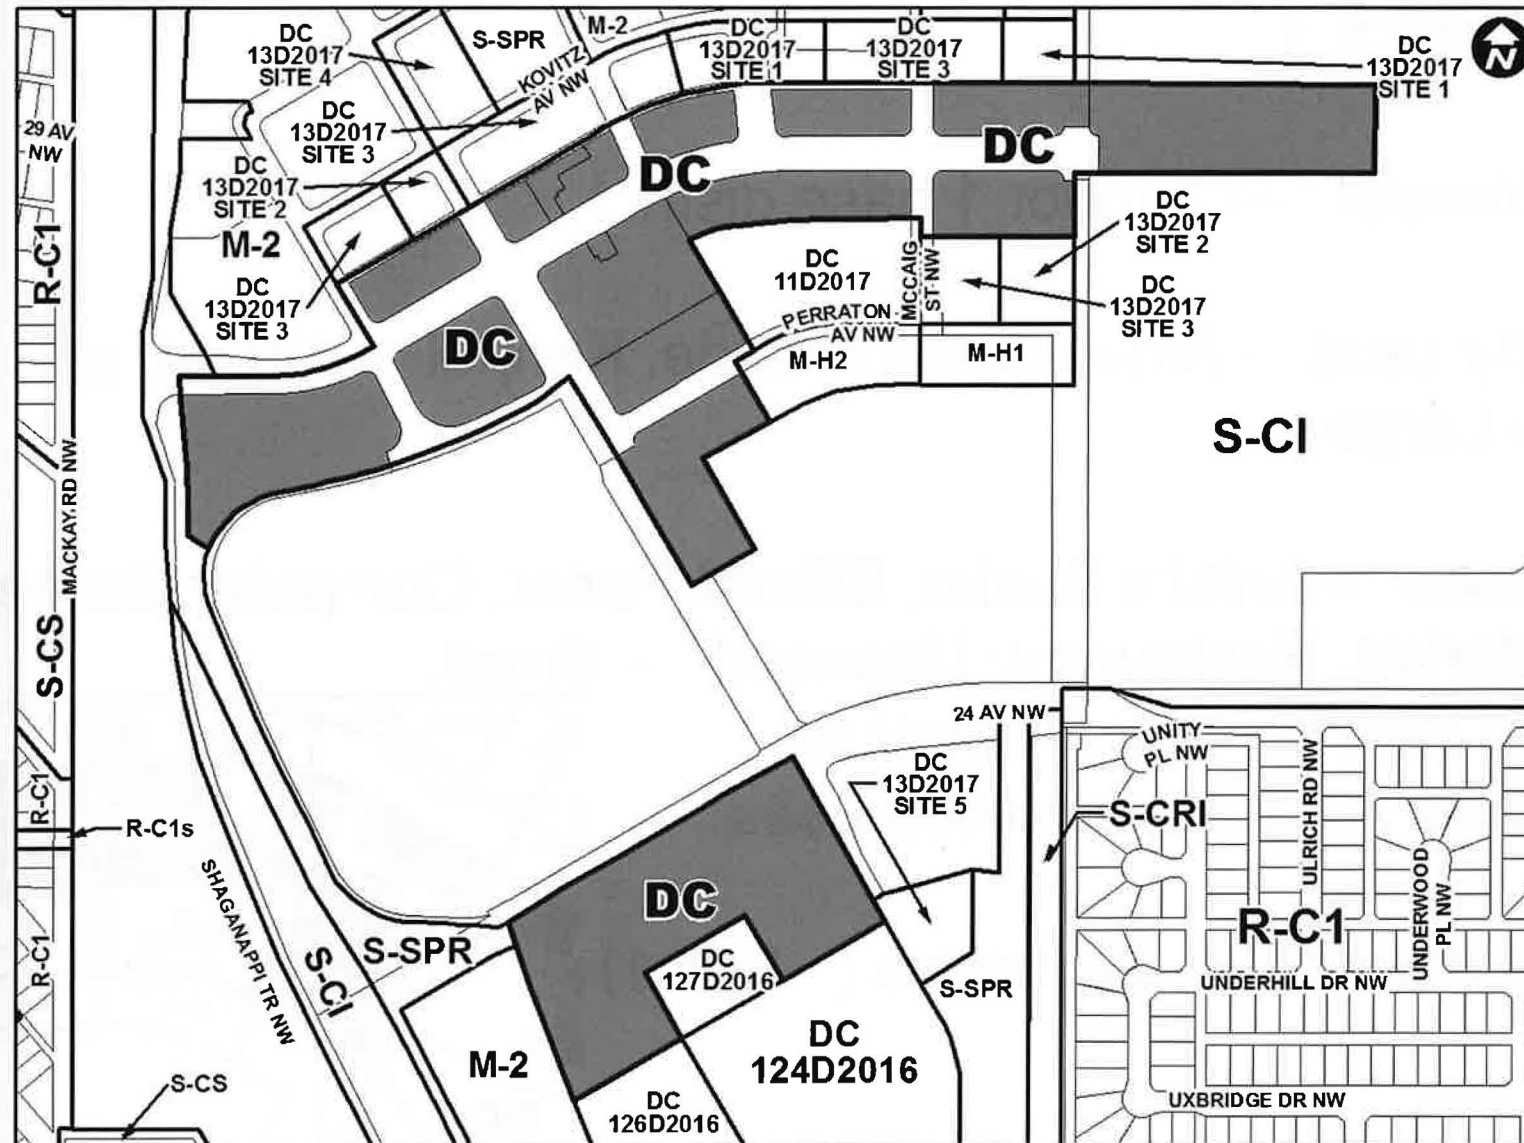 DC
13D2017
SITE 4
S-SPR
M-2
DC
13D2017
SITE 1
DC
13D2017
SITE 3
DC
13D2017
SITE 1
N
KOVITZ
AV NW
29 AV
NW
DC
13D2017
SITE 3
DC
13D2017
SITE 2
M-2
R-C1
DC
13D2017
SITE 3
DC
DC
DC
DC
13D2017
SITE 2
DC
13D2017
SITE 3
DC
11D2017
MCCAIG
ST NW
PERRATON
AV NW
M-H2
M-H1
S-CI
MACKAY RD NW
S-CS
R-C1
R-C1s
R-C1
SHAGANAPPI TR NW
S-CI
S-SPR
24 AV NW
UNITY
PL NW
DC
13D2017
SITE 5
S-CRI
ULRICH RD NW
UNDERWOOD
PL NW
R-C1
DC
DC
127D2016
S-SPR
UNDERHILL DR NW
M-2
DC
124D2016
S-CS
DC
126D2016
UXBRIDGE DR NW